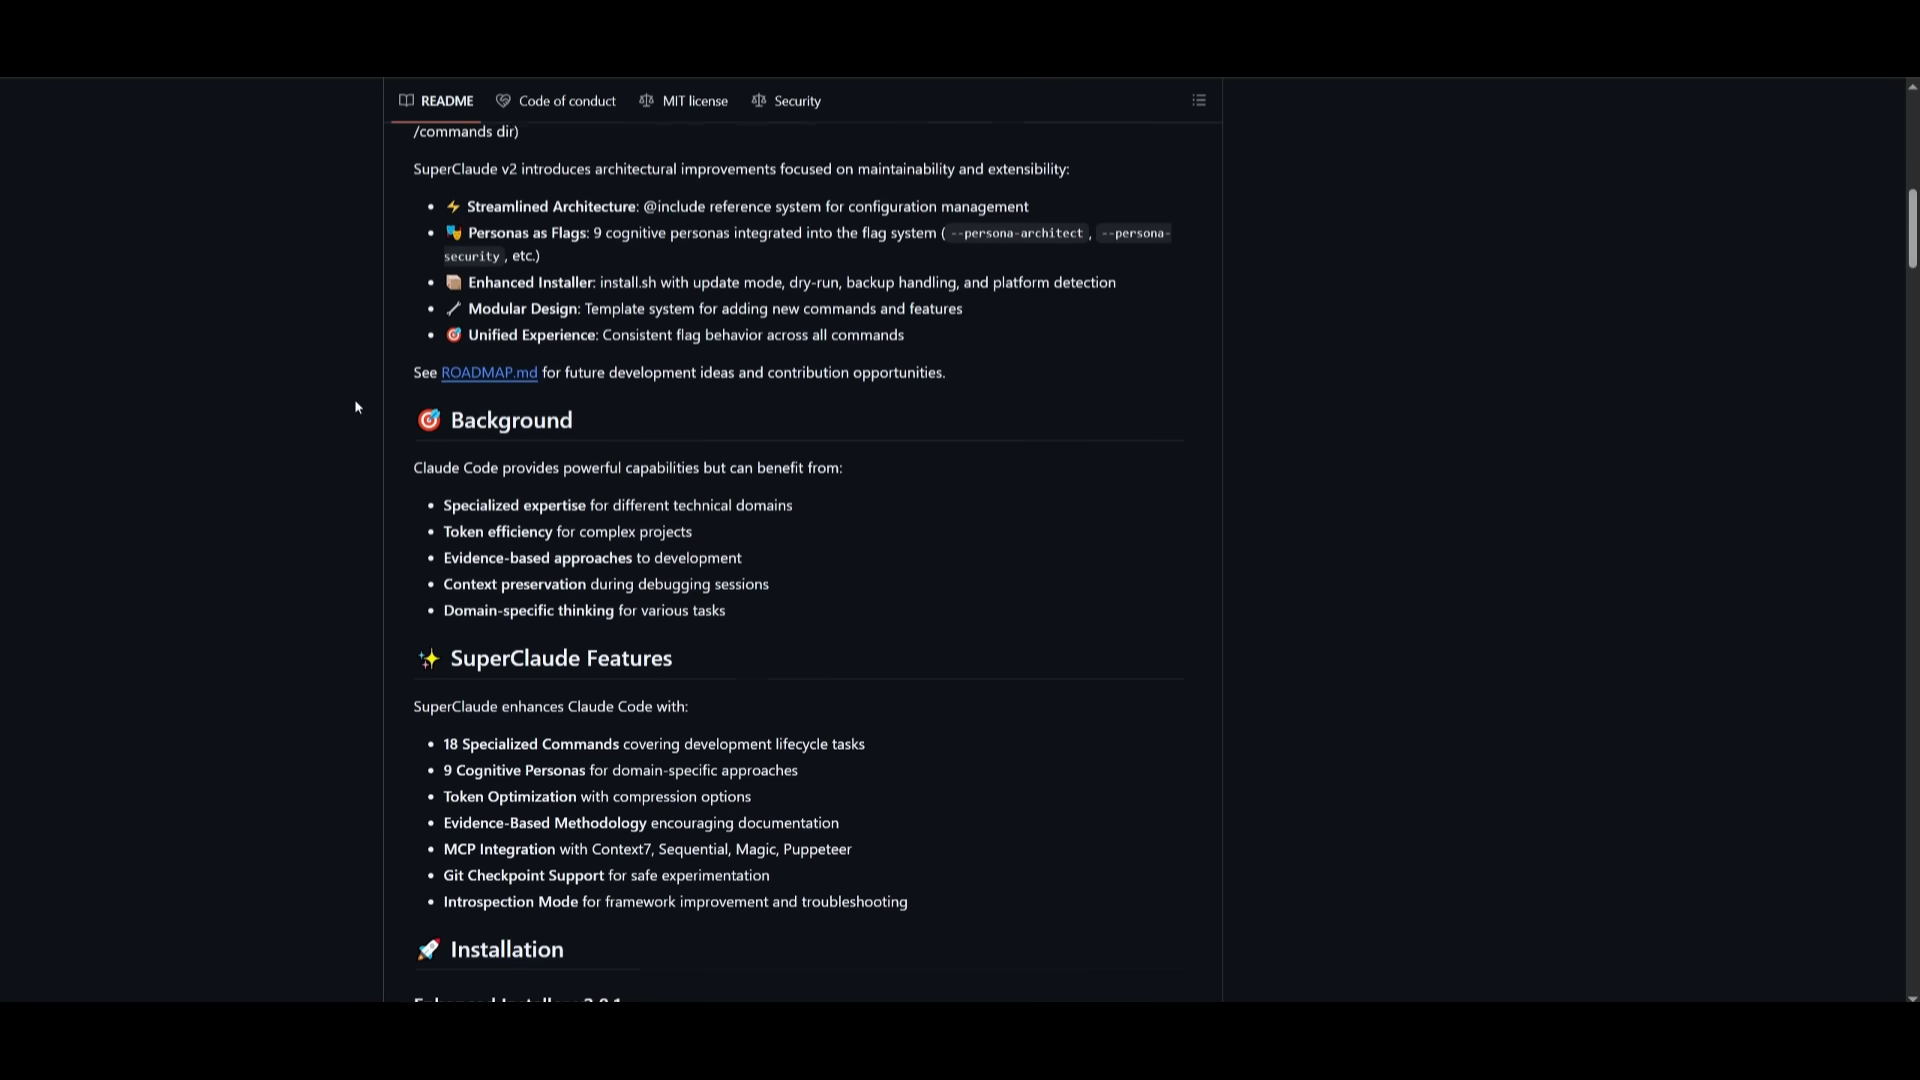 README Code of conduct MIT license Security
/commands dir)
SuperClaude v2 introduces architectural improvements focused on maintainability and extensibility:
• ⚡ Streamlined Architecture: @include reference system for configuration management
• 🎭 Personas as Flags: 9 cognitive personas integrated into the flag system ( --persona-architect , --persona-
security , etc.)
• 📦 Enhanced Installer: install.sh with update mode, dry-run, backup handling, and platform detection
• 🔧 Modular Design: Template system for adding new commands and features
• 🎯 Unified Experience: Consistent flag behavior across all commands
See ROADMAP.md for future development ideas and contribution opportunities.
🎯 Background
Claude Code provides powerful capabilities but can benefit from:
• Specialized expertise for different technical domains
• Token efficiency for complex projects
• Evidence-based approaches to development
• Context preservation during debugging sessions
• Domain-specific thinking for various tasks
✨ SuperClaude Features
SuperClaude enhances Claude Code with:
• 18 Specialized Commands covering development lifecycle tasks
• 9 Cognitive Personas for domain-specific approaches
• Token Optimization with compression options
• Evidence-Based Methodology encouraging documentation
• MCP Integration with Context7, Sequential, Magic, Puppeteer
• Git Checkpoint Support for safe experimentation
• Introspection Mode for framework improvement and troubleshooting
🚀 Installation